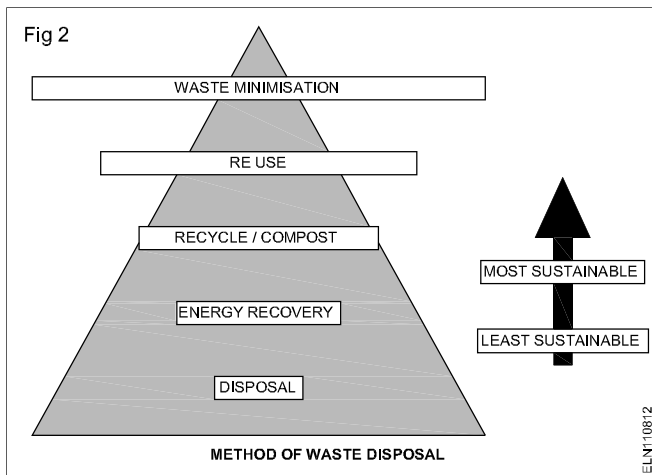 Fig 2
WASTE MINIMISATION
RE USE
RECYCLE / COMPOST
MOST SUSTAINABLE
ENERGY RECOVERY
LEAST SUSTAINABLE
DISPOSAL
METHOD OF WASTE DISPOSAL
ELN110812